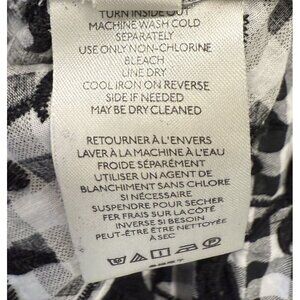 TURN INSIDE OUT
MACHINE WASH COLD
SEPARATELY
USE ONLY NON-CHLORINE
BLEACH
LINE DRY
COOL IRON ON REVERSE
SIDE IF NEEDED
MAY BE DRY CLEANED
RETOURNER À L'ENVERS
LAVER À LA MACHINE À L'EAU
FROIDE SÉPARÉMENT
UTILISER UN AGENT DE
BLANCHIMENT SANS CHLORE
SI NÉCESSAIRE
SUSPENDRE POUR SÉCHER
FER FRAIS SUR LA CÔTÉ
INVERSE SI BESOIN
PEUT-ÊTRE ÊTRE NETTOYÉE
À SEC